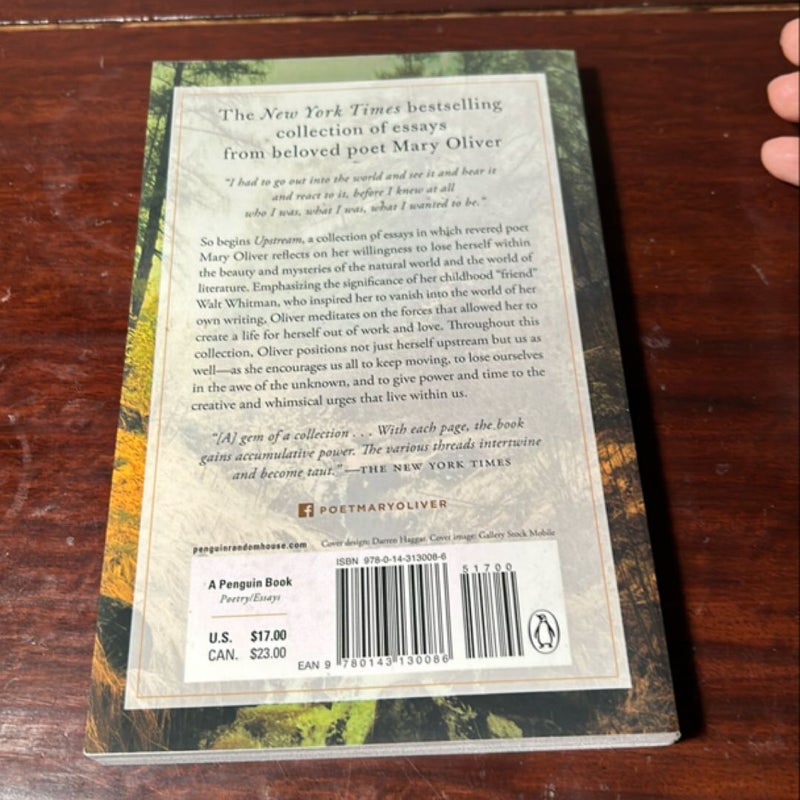 The New York Times bestselling
collection of essays
from beloved poet Mary Oliver
"I had to go out into the world and see it and hear it
and react to it, before I knew at all
who I was, what I was, what I wanted to be."
So begins Upstream, a collection of essays in which revered poet
Mary Oliver reflects on her willingness to lose herself within
the beauty and mysteries of the natural world and the world of
literature. Emphasizing the significance of her childhood "friend"
Walt Whitman, who inspired her to vanish into the world of her
own writing, Oliver meditates on the forces that allowed her to
create a life for herself out of work and love. Throughout this
collection, Oliver positions not just herself upstream but us as
well—as she encourages us all to keep moving, to lose ourselves
in the awe of the unknown, and to give power and time to the
creative and whimsical urges that live within us.
"[A] gem of a collection . . . With each page, the book
gains accumulative power. The various threads intertwine
and become taut." —THE NEW YORK TIMES
f POETMARYOLIVER
penguinrandomhouse.com Cover design: Darren Haggar. Cover image: Gallery Stock Mobile
A Penguin Book
Poetry/Essays
U.S. $17.00
CAN. $23.00
ISBN 978-0-14-313008-6
51700
EAN 9 780143 130086